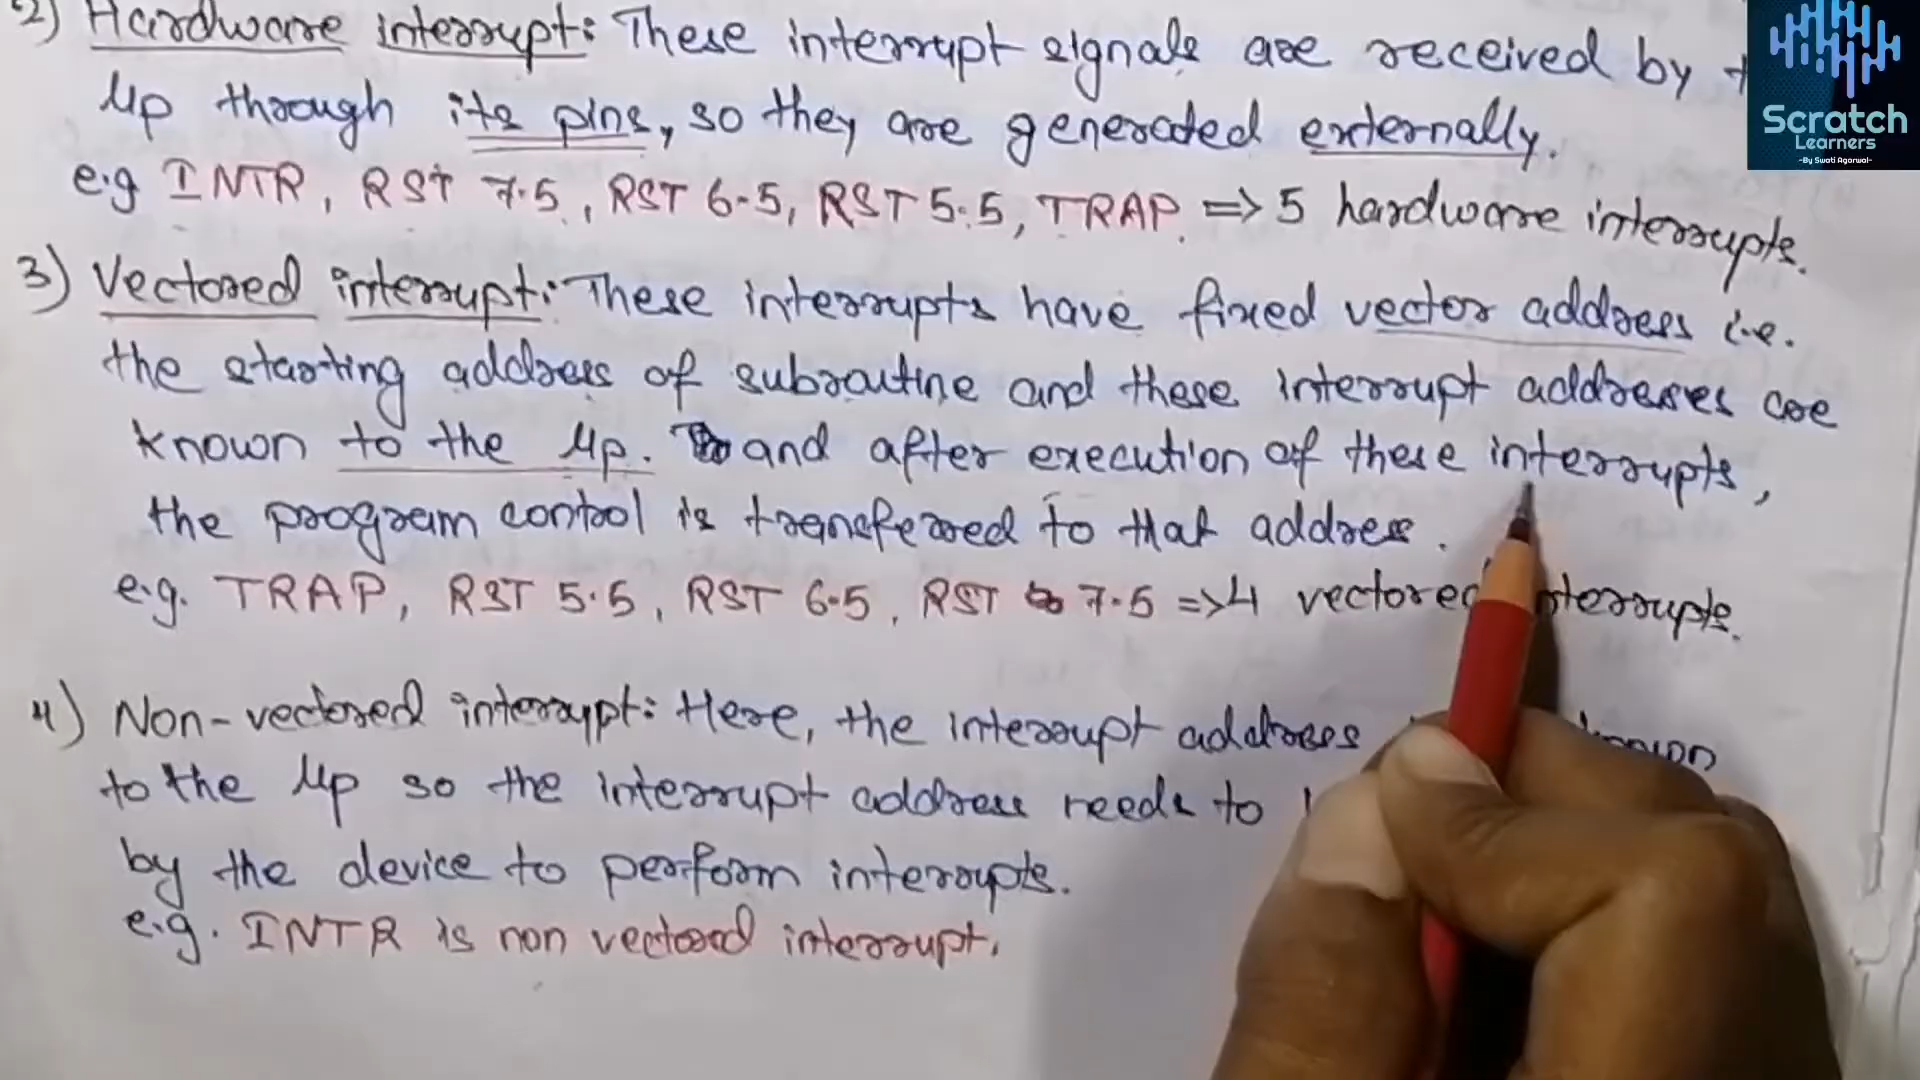 2) Hardware interrupt: These interrupt signals are received by
μp through its pins, so they are generated externally.
e.g INTR, RST 7.5, RST 6.5, RST 5.5, TRAP. => 5 hardware interrupts.
3) Vectored interrupt: These interrupts have fixed vector address i.e.
the starting address of subroutine and these interrupt addresses are
known to the μp. and after execution of these interrupts,
the program control is transferred to that address.
e.g. TRAP, RST 5.5, RST 6.5, RST 7.5 => 4 vectored interrupts.
4) Non-vectored interrupt: Here, the interrupt address
to the μp so the interrupt address needs to
by the device to perform interrupts.
e.g. INTR is non vectored interrupt.
Scratch
Learners
-By Swati Agarwal-